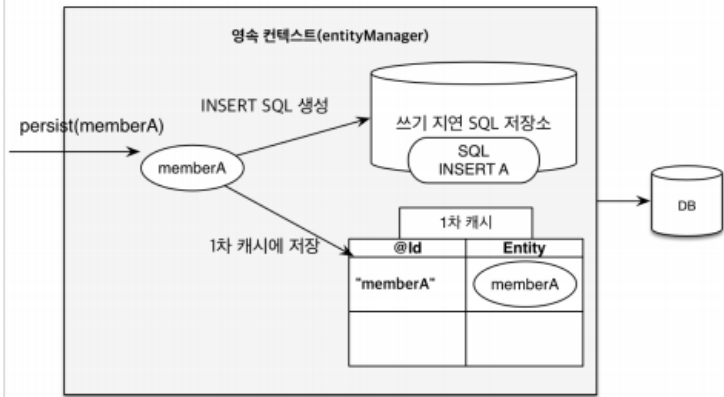 영속 컨텍스트(entityManager)
INSERT SQL 생성
persist(memberA)
쓰기 지연 SQL 저장소
SQL
INSERT A
memberA
DB
1차 캐시
1차 캐시에 저장
@Id
Entity
"memberA"
memberA